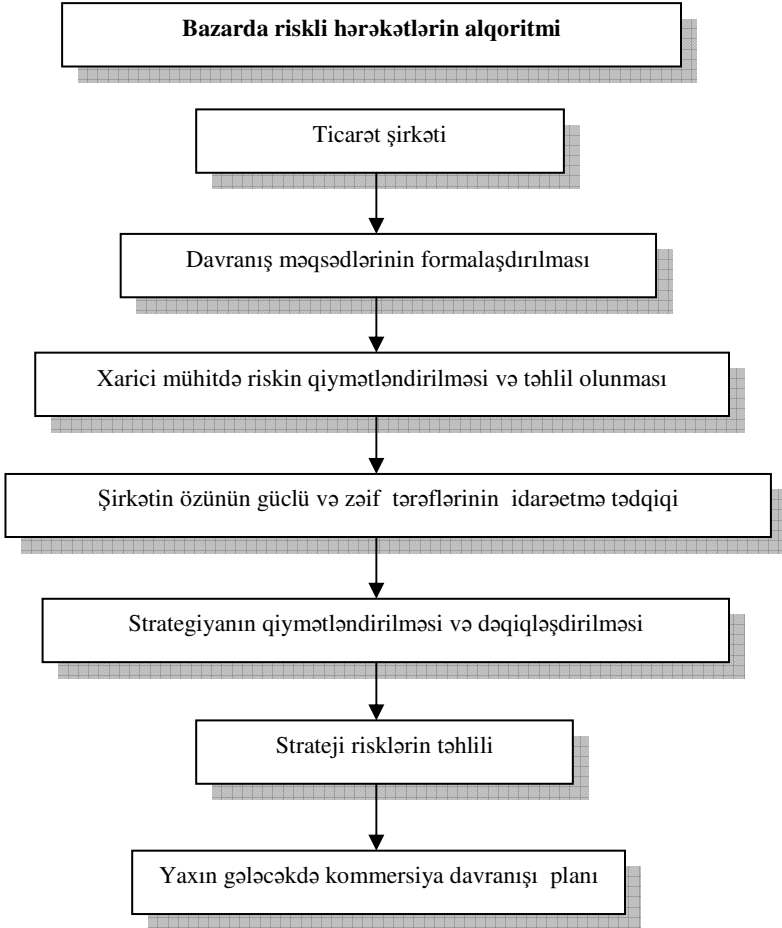 Bazarda riskli hərəkətlərin alqoritmi
Ticarət şirkəti
Davranış məqsədlərinin formalaşdırılması
Xarici mühitdə riskin qiymətləndirilməsi və təhlil olunması
Şirkətin özünün güclü və zəif tərəflərinin idarəetmə tədqiqi
Strategiyanın qiymətləndirilməsi və dəqiqləşdirilməsi
Strateji risklərin təhlili
Yaxın gələcəkdə kommersiya davranışı planı